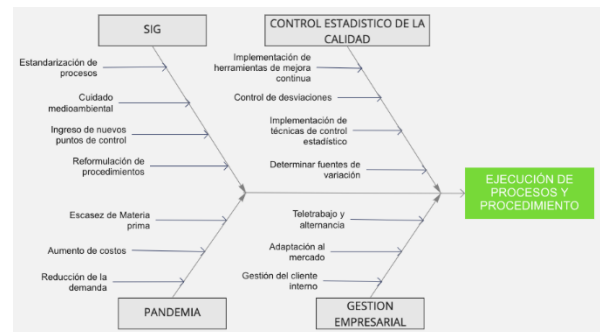 SIG
CONTROL ESTADISTICO DE LA
CALIDAD
Estandarización de
procesos
Cuidado
medioambiental
Ingreso de nuevos
puntos de control
Reformulación de
procedimientos
Implementación de
herramientas de mejora
continua
Control de desviaciones
Implementación de
técnicas de control
estadístico
Determinar fuentes de
variación
EJECUCIÓN DE
PROCESOS Y
PROCEDIMIENTO
Escasez de Materia
prima
Aumento de costos
Reducción de la
demanda
Teletrabajo y
alternancia
Adaptación al
mercado
Gestión del cliente
interno
PANDEMIA
GESTION
EMPRESARIAL